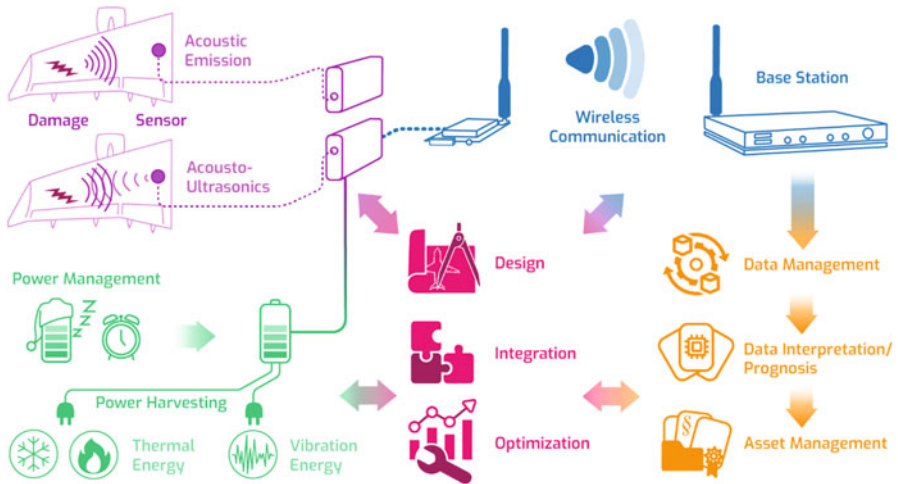 Acoustic
Emission
Damage
Sensor
Acousto-
Ultrasonics
Wireless
Communication
Base Station
Power Management
Power Harvesting
Thermal
Energy
Vibration
Energy
Design
Integration
Optimization
Data Management
Data Interpretation/
Prognosis
Asset Management
ZZZ
§